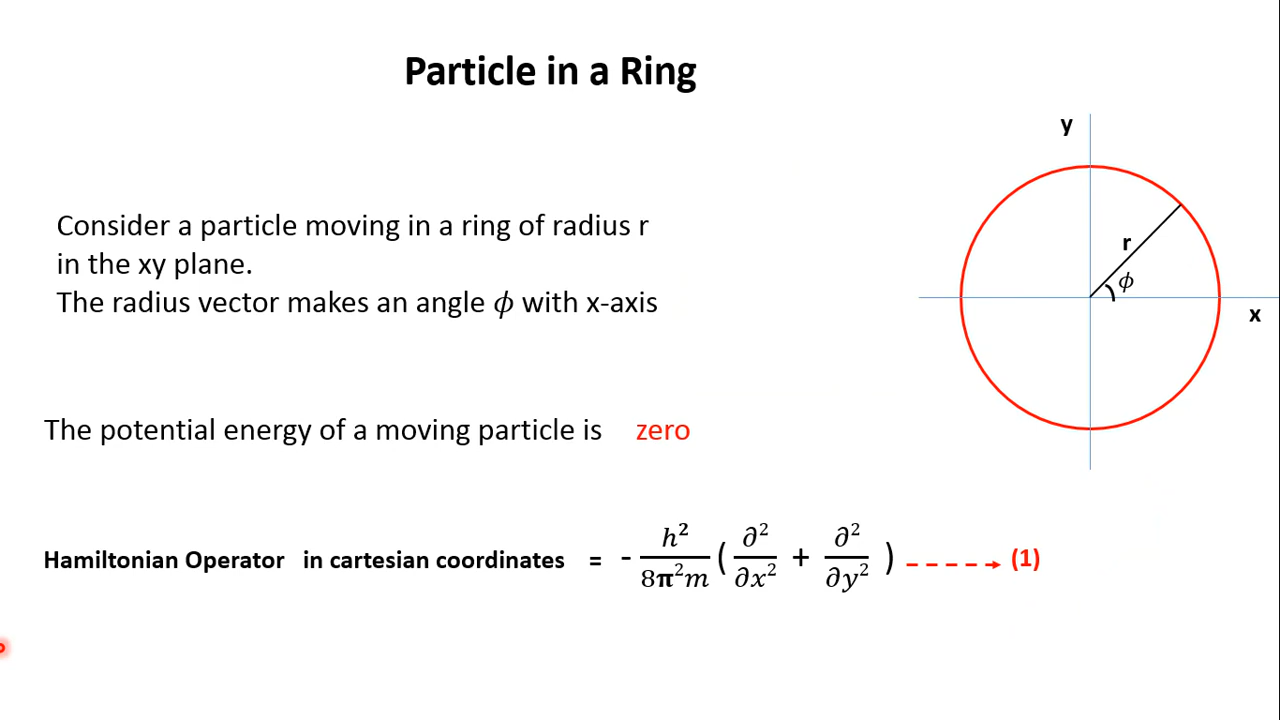 Particle in a Ring
y
Consider a particle moving in a ring of radius r
in the xy plane.
The radius vector makes an angle ϕ with x-axis
r
ϕ
x
The potential energy of a moving particle is zero
Hamiltonian Operator in cartesian coordinates = - h²/8π²m ( ∂²/∂x² + ∂²/∂y² ) -----→ (1)